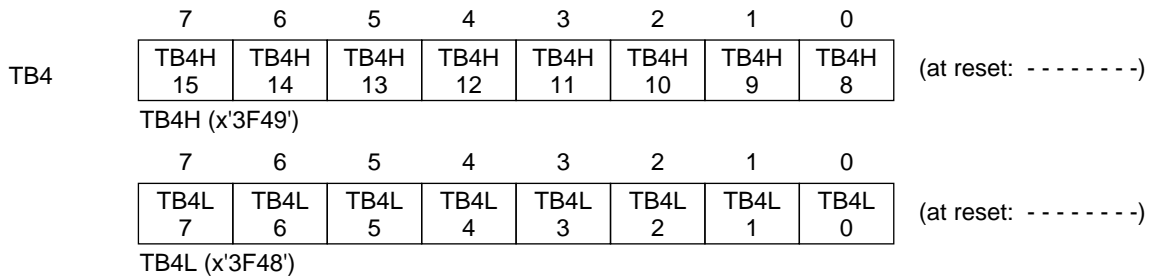 7 6 5 4 3 2 1 0
TB4 TB4H TB4H TB4H TB4H TB4H TB4H TB4H TB4H (at reset: - - - - - - - -)
15 14 13 12 11 10 9 8
TB4H (x'3F49')
7 6 5 4 3 2 1 0
TB4L TB4L TB4L TB4L TB4L TB4L TB4L TB4L (at reset: - - - - - - - -)
7 6 5 4 3 2 1 0
TB4L (x'3F48')